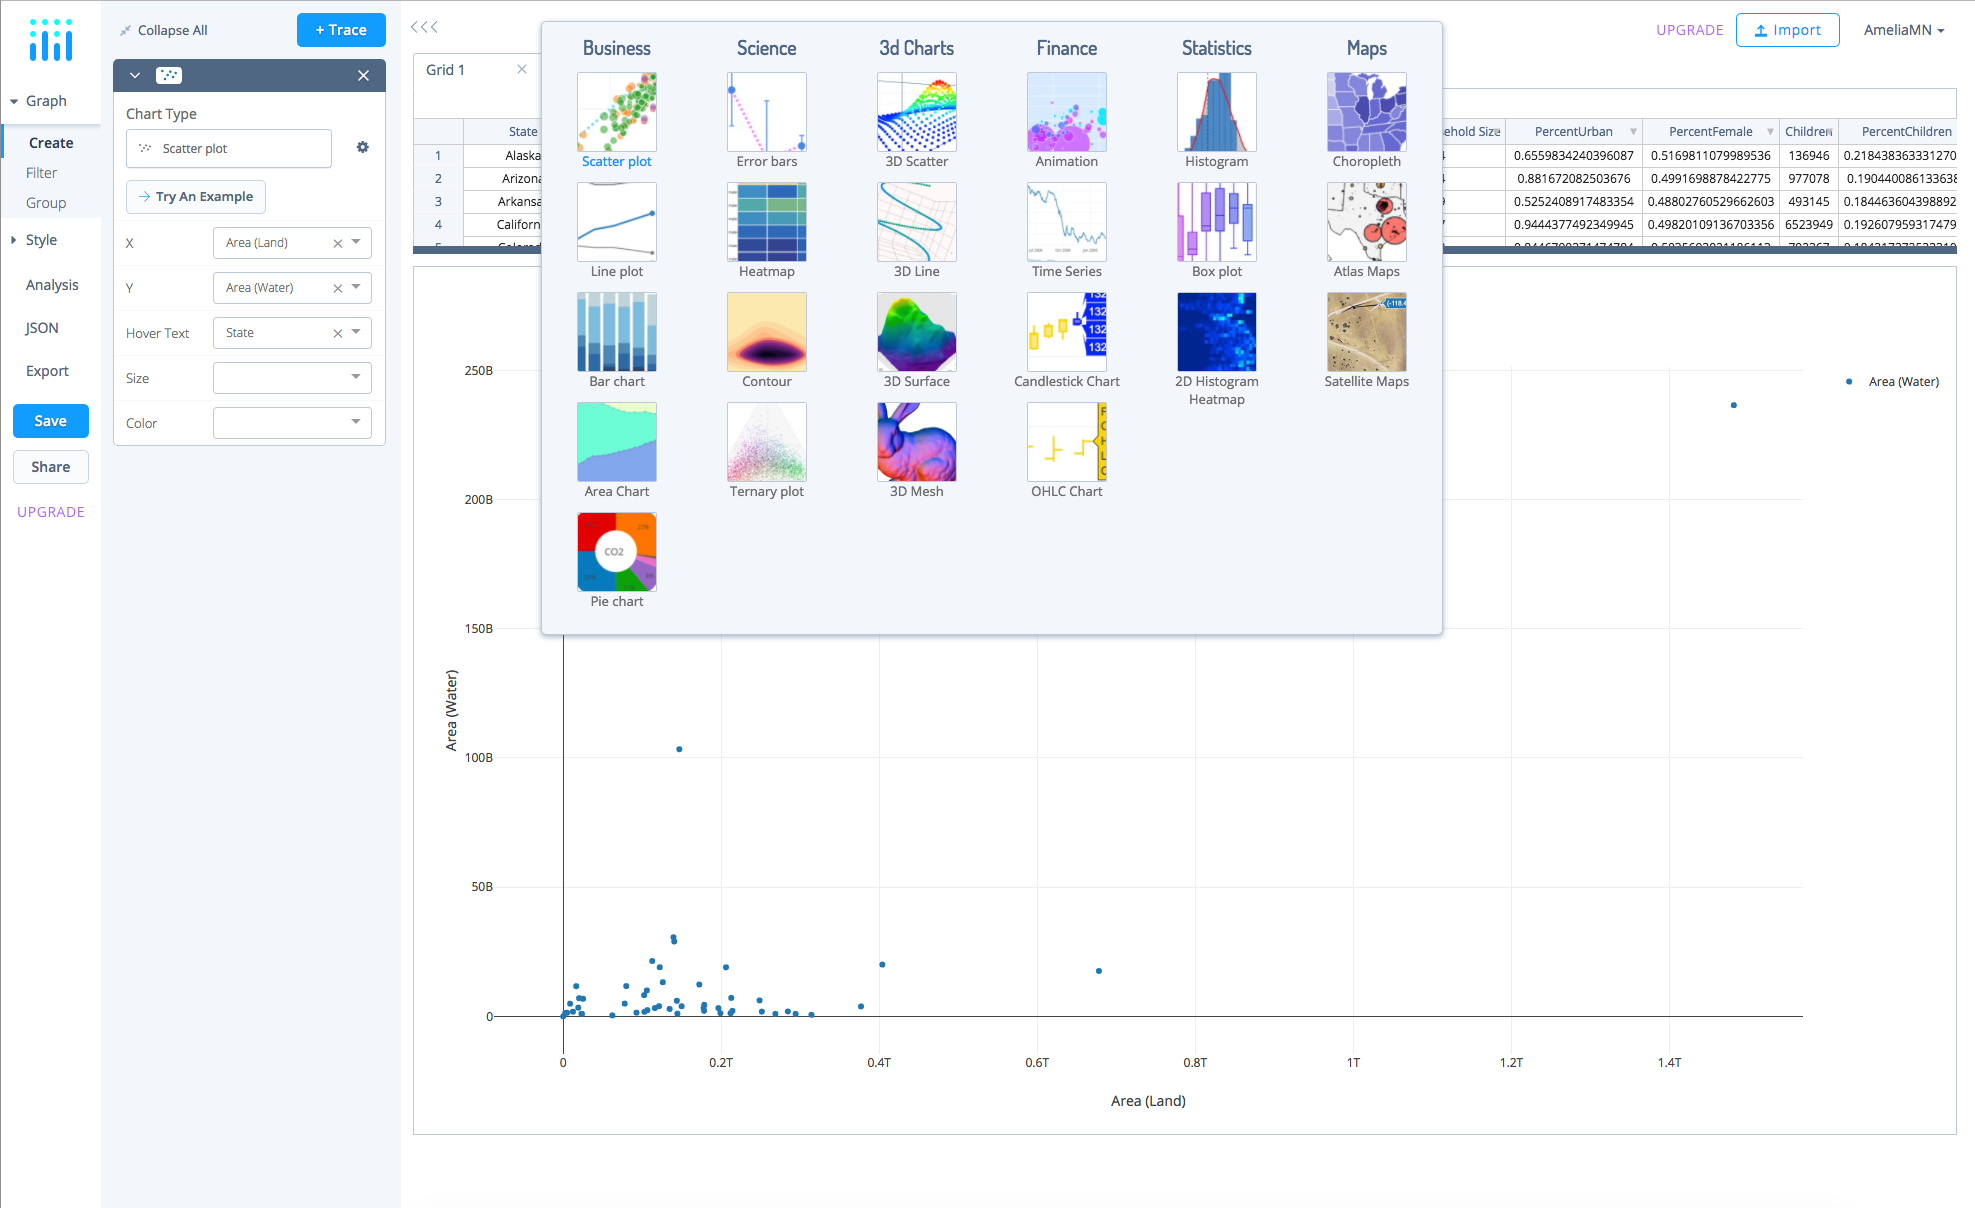 Collapse All
+ Trace
Graph
Create
Filter
Group
Style
Analysis
JSON
Export
Save
Share
UPGRADE
Chart Type
Scatter plot
Try An Example
X Area (Land)
Y Area (Water)
Hover Text State
Size
Color
UPGRADE
Import
AmeliaMN
Grid 1
State
1 Alaska
2 Arizona
3 Arkansa
4 Californ
Size PercentUrban PercentFemale Children PercentChildren
0.6559834240396087 0.5169811079989536 136946 0.218438363331270
0.881672082503676 0.4991698878422775 977078 0.190440086133638
0.5252408917483354 0.48802760529662603 493145 0.184463604398892
0.9444377492349945 0.49820109136703356 6523949 0.192607959317479
Business
Scatter plot
Line plot
Bar chart
Area Chart
CO2
Pie chart
Science
Error bars
Heatmap
Contour
Ternary plot
3d Charts
3D Scatter
3D Line
3D Surface
3D Mesh
Finance
Animation
Time Series
132
132
132
Candlestick Chart
OHLC Chart
Statistics
Histogram
Box plot
2D Histogram
Heatmap
Maps
Choropleth
Atlas Maps
Satellite Maps
Area (Water)
250B
200B
150B
100B
50B
0
Area (Water)
0 0.2T 0.4T 0.6T 0.8T 1T 1.2T 1.4T
Area (Land)